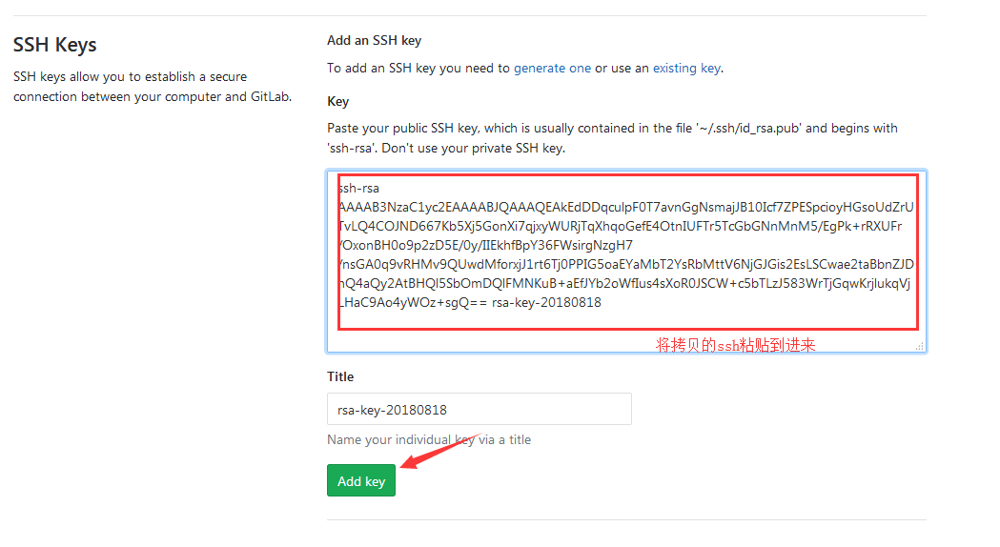 SSH Keys
SSH keys allow you to establish a secure
connection between your computer and GitLab.
Add an SSH key
To add an SSH key you need to generate one or use an existing key.
Key
Paste your public SSH key, which is usually contained in the file '~/.ssh/id_rsa.pub' and begins with
'ssh-rsa'. Don't use your private SSH key.
ssh-rsa
AAAAB3NzaC1yc2EAAAABJQAAAQEAkEdDDqculpF0T7avnGgNsmajJB10Icf7ZPESpcioyHGsoUdZrU
TvLQ4COJND667Kb5Xj5GonXi7qjxyWURjTqXhqoGefE4OtnIUFTr5TcGbGNnMnM5/EgPk+rRXUFr
/OxonBH0o9p2zD5E/0y/IIEkhfBpY36FWsirgNzgH7
/nsGA0q9vRHMv9QUwdMforxjJ1rt6Tj0PPIG5oaEYaMbT2YsRbMttV6NjGJGis2EsLSCwae2taBbnZJD
nQ4aQy2AtBHQl5SbOmDQlFMNKuB+aEfJYb2oWfIus4sXoR0JSCW+c5bTLzJ583WrTjGqwKrjlukqVj
LHaC9Ao4yWOz+sgQ== rsa-key-20180818
将拷贝的ssh粘贴到进来
Title
rsa-key-20180818
Name your individual key via a title
Add key